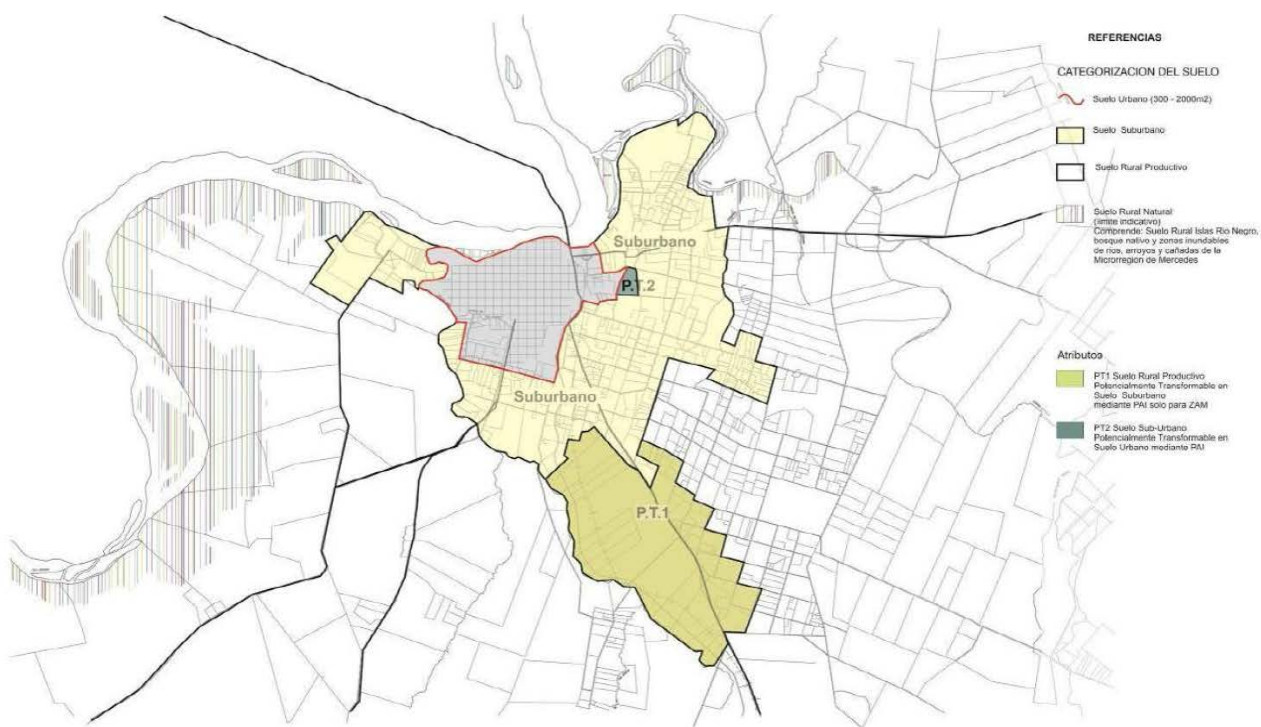 REFERENCIAS
CATEGORIZACION DEL SUELO
Suelo Urbano (300 - 2000m2)
Suelo Suburbano
Suelo Rural Productivo
Suelo Rural Natural
(limite indicativo)
Comprende: Suelo Rural Islas Rio Negro,
bosque nativo y zonas inundables
de rios, arroyos y cañadas de la
Microrregion de Mercedes
Atributos
PT1 Suelo Rural Productivo
Potencialmente Transformable en
Suelo Suburbano
mediante PAI solo para ZAM
PT2 Suelo Sub-Urbano
Potencialmente Transformable en
Suelo Urbano mediante PAI
Suburbano
P.T.2
Suburbano
P.T.1